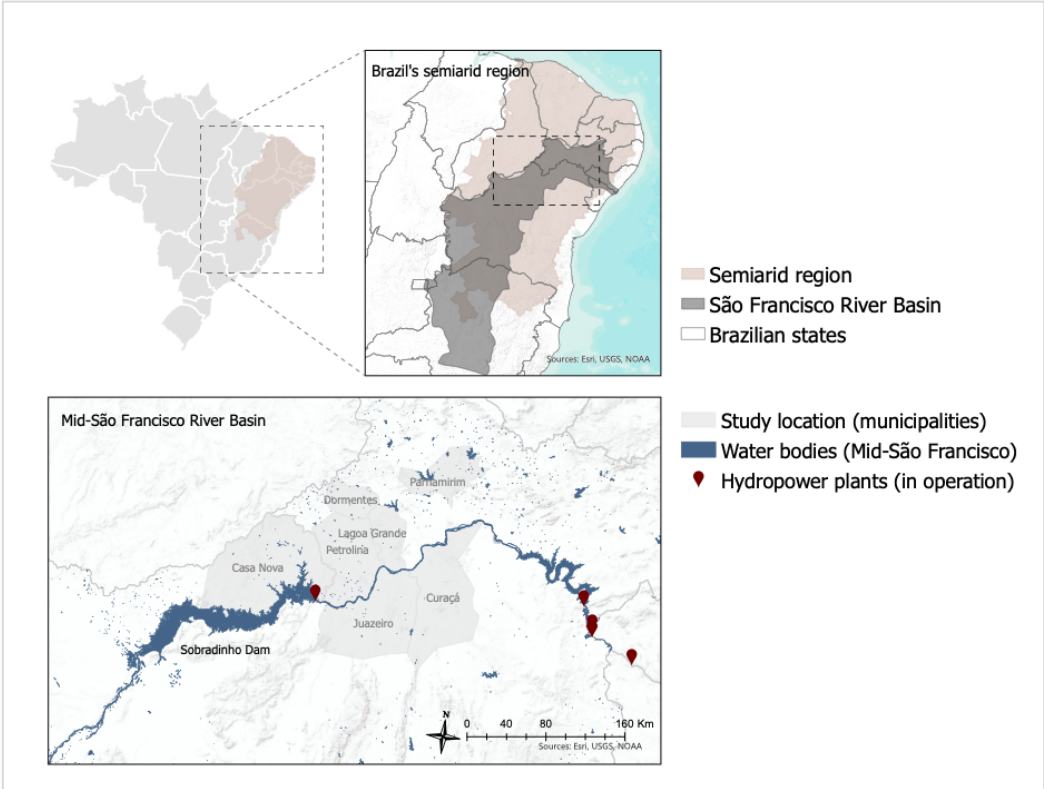 Brazil's semiarid region
Sources: Esri, USGS, NOAA
Semiarid region
São Francisco River Basin
Brazilian states
Mid-São Francisco River Basin
Parnamirim
Dormentes
Lagoa Grande
Petrolina
Casa Nova
Curaçá
Juazeiro
Sobradinho Dam
N
0 40 80 160 Km
Sources: Esri, USGS, NOAA
Study location (municipalities)
Water bodies (Mid-São Francisco)
Hydropower plants (in operation)